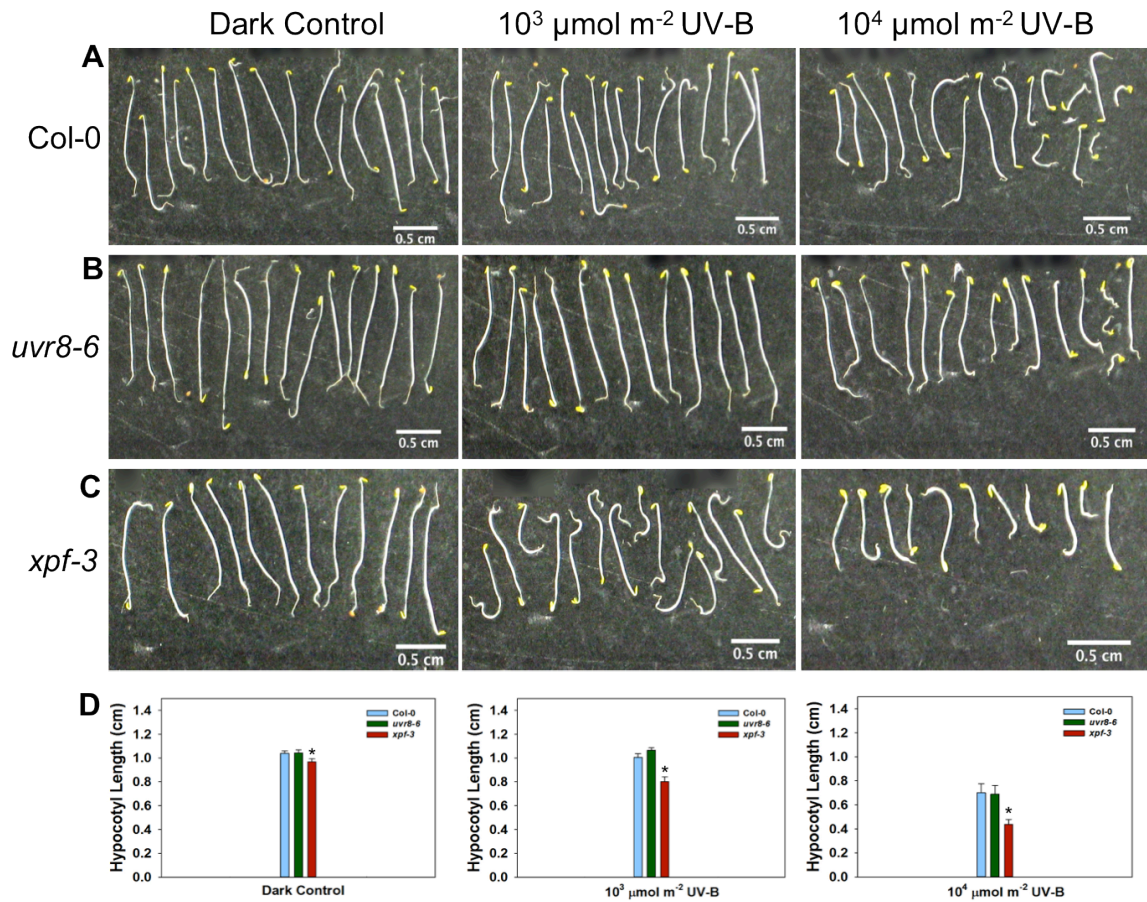 Dark Control
10³ µmol m⁻² UV-B
10⁴ µmol m⁻² UV-B
A
Col-0
0.5 cm
0.5 cm
0.5 cm
B
uvr8-6
0.5 cm
0.5 cm
0.5 cm
C
xpf-3
0.5 cm
0.5 cm
0.5 cm
D
Hypocotyl Length (cm)
1.4
1.2
1.0
0.8
0.6
0.4
0.2
0.0
Col-0
uvr8-6
xpf-3
*
Dark Control
Hypocotyl Length (cm)
1.4
1.2
1.0
0.8
0.6
0.4
0.2
0.0
Col-0
uvr8-6
xpf-3
*
10³ µmol m⁻² UV-B
Hypocotyl Length (cm)
1.4
1.2
1.0
0.8
0.6
0.4
0.2
0.0
Col-0
uvr8-6
xpf-3
*
10⁴ µmol m⁻² UV-B